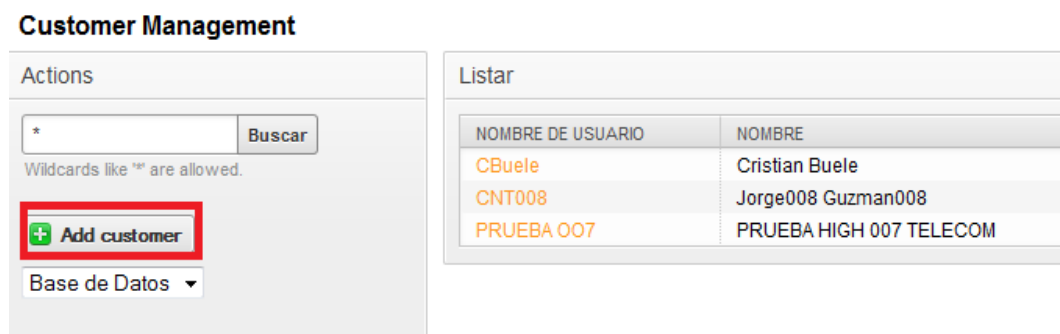 Customer Management
Actions
* Buscar
Wildcards like '*' are allowed.
Add customer
Base de Datos
Listar
NOMBRE DE USUARIO NOMBRE
CBuele Cristian Buele
CNT008 Jorge008 Guzman008
PRUEBA OO7 PRUEBA HIGH 007 TELECOM